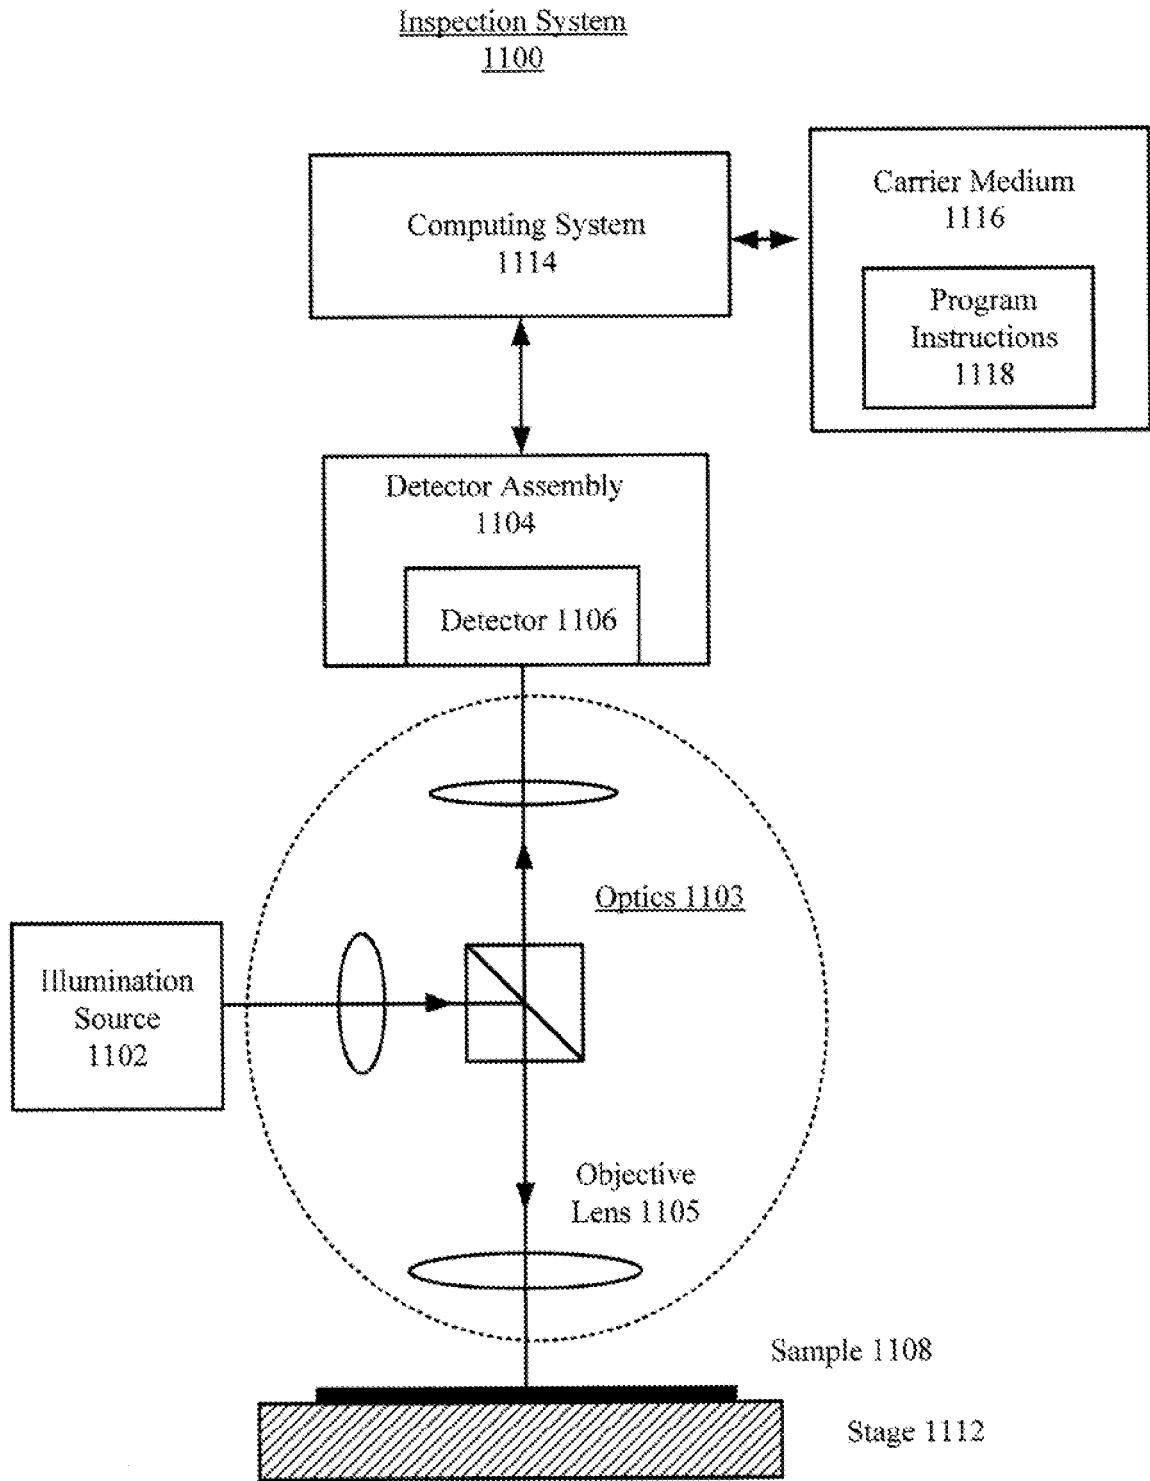 Inspection System
1100
Computing System
1114
Carrier Medium
1116
Program
Instructions
1118
Detector Assembly
1104
Detector 1106
Optics 1103
Illumination
Source
1102
Objective
Lens 1105
Sample 1108
Stage 1112